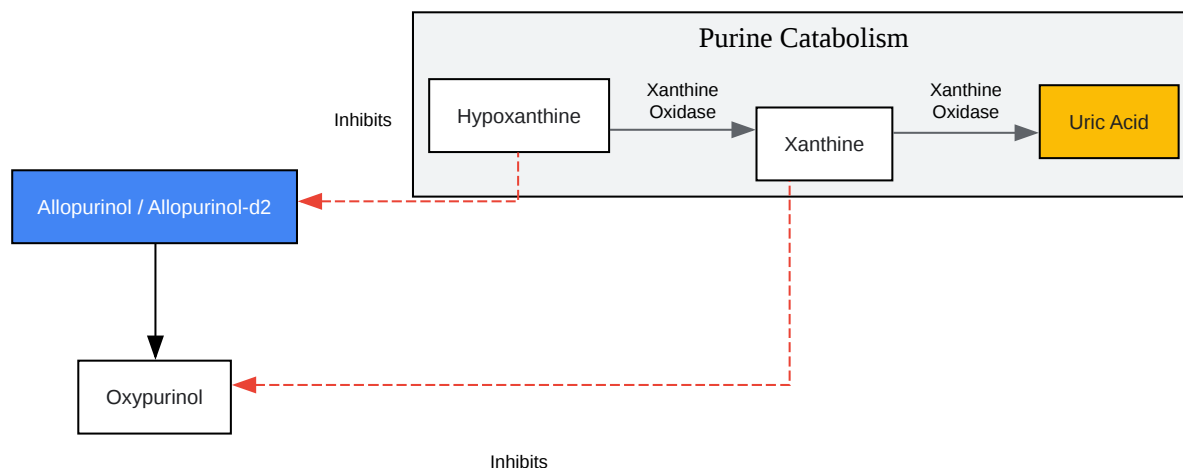 Purine Catabolism
Hypoxanthine
Xanthine
Oxidase
Xanthine
Xanthine
Oxidase
Uric Acid
Inhibits
Allopurinol / Allopurinol-d2
Oxypurinol
Inhibits